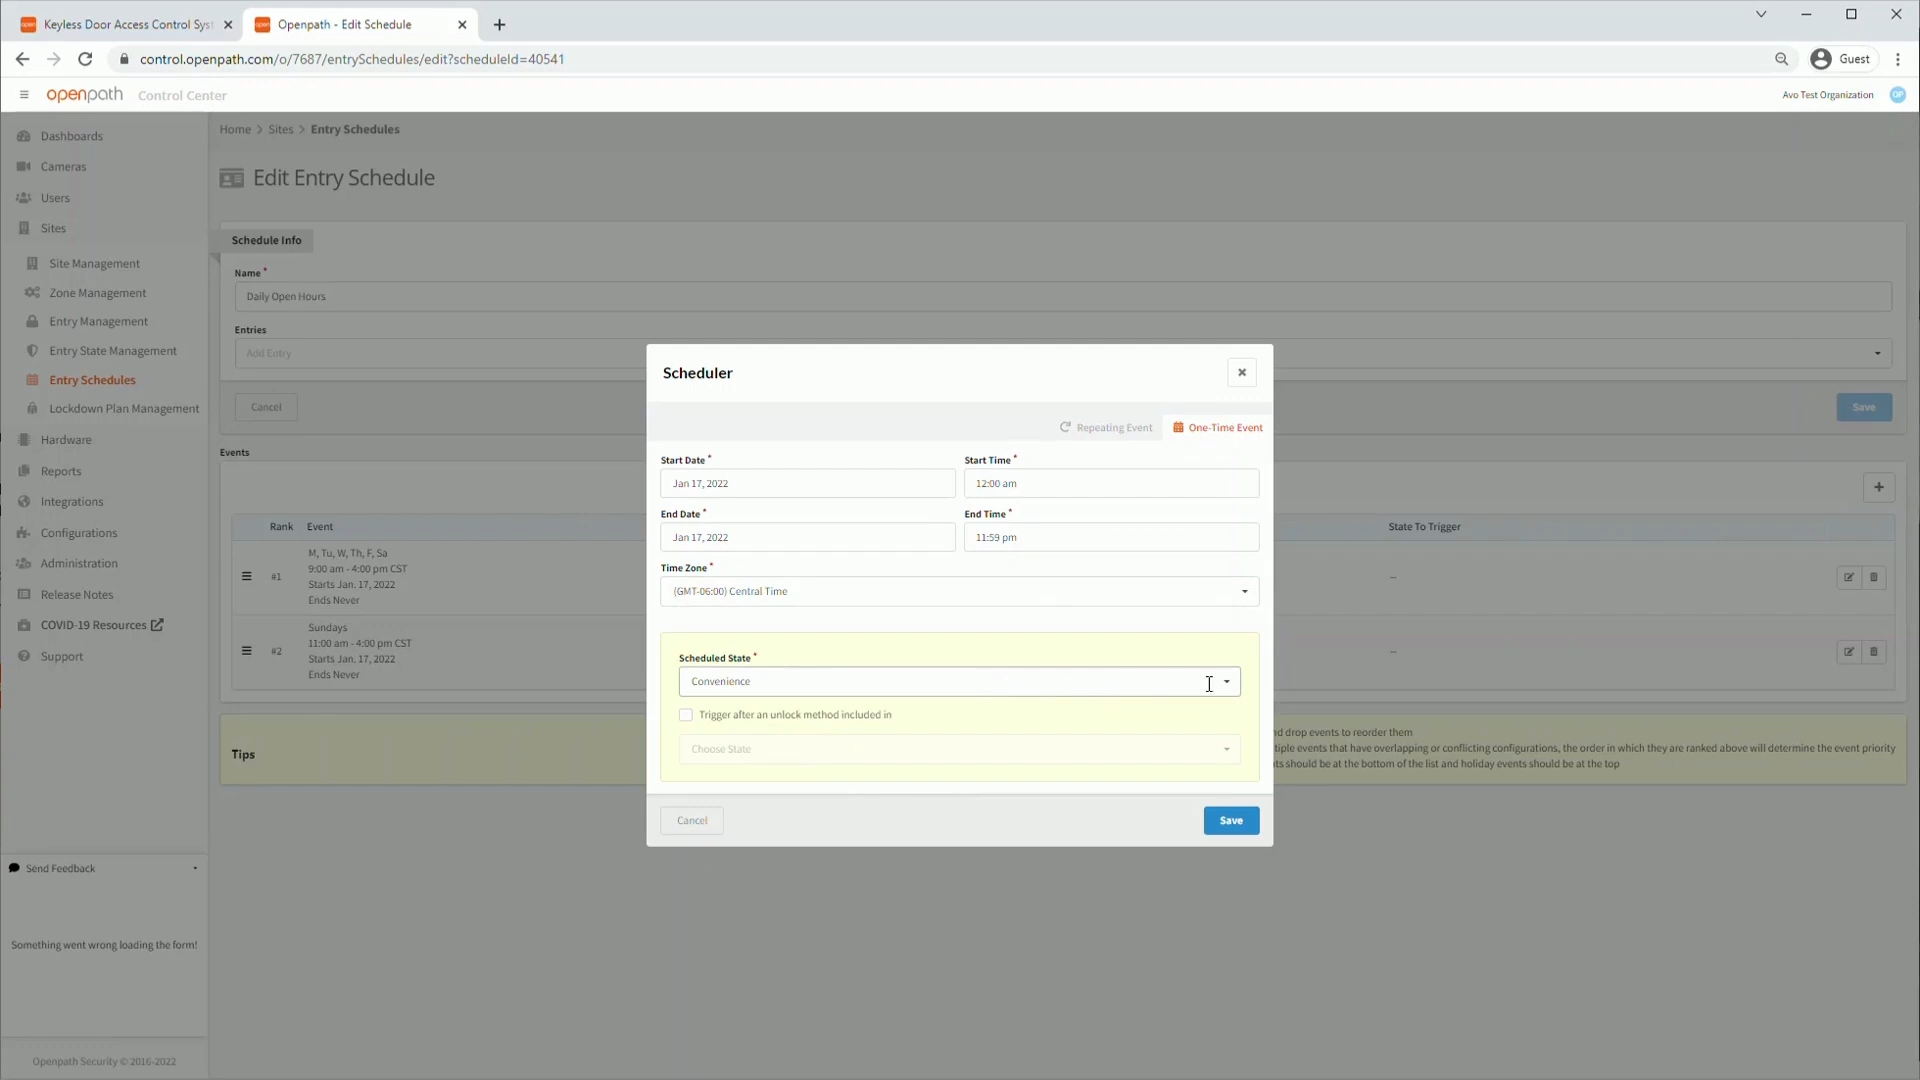 Keyless Door Access Control Sys
Openpath - Edit Schedule
control.openpath.com/o/7687/entrySchedules/edit?scheduleId=40541
Guest
openpath Control Center
Avo Test Organization
OP
Dashboards
Cameras
Users
Sites
Site Management
Zone Management
Entry Management
Entry State Management
Entry Schedules
Lockdown Plan Management
Hardware
Reports
Integrations
Configurations
Administration
Release Notes
COVID-19 Resources
Support
Send Feedback
Something went wrong loading the form!
Openpath Security © 2016-2022
Home > Sites > Entry Schedules
Edit Entry Schedule
Schedule Info
Name *
Daily Open Hours
Entries
Add Entry
Cancel
Save
Events
Rank Event State To Trigger
#1
M, Tu, W, Th, F, Sa
9:00 am - 4:00 pm CST
Starts Jan. 17, 2022
Ends Never
--
#2
Sundays
11:00 am - 4:00 pm CST
Starts Jan. 17, 2022
Ends Never
--
Tips
nd drop events to reorder them
tiple events that have overlapping or conflicting configurations, the order in which they are ranked above will determine the event priority
ts should be at the bottom of the list and holiday events should be at the top
Scheduler
Repeating Event
One-Time Event
Start Date * Start Time *
Jan 17, 2022 12:00 am
End Date * End Time *
Jan 17, 2022 11:59 pm
Time Zone *
(GMT-06:00) Central Time
Scheduled State *
Convenience
Trigger after an unlock method included in
Choose State
Cancel
Save